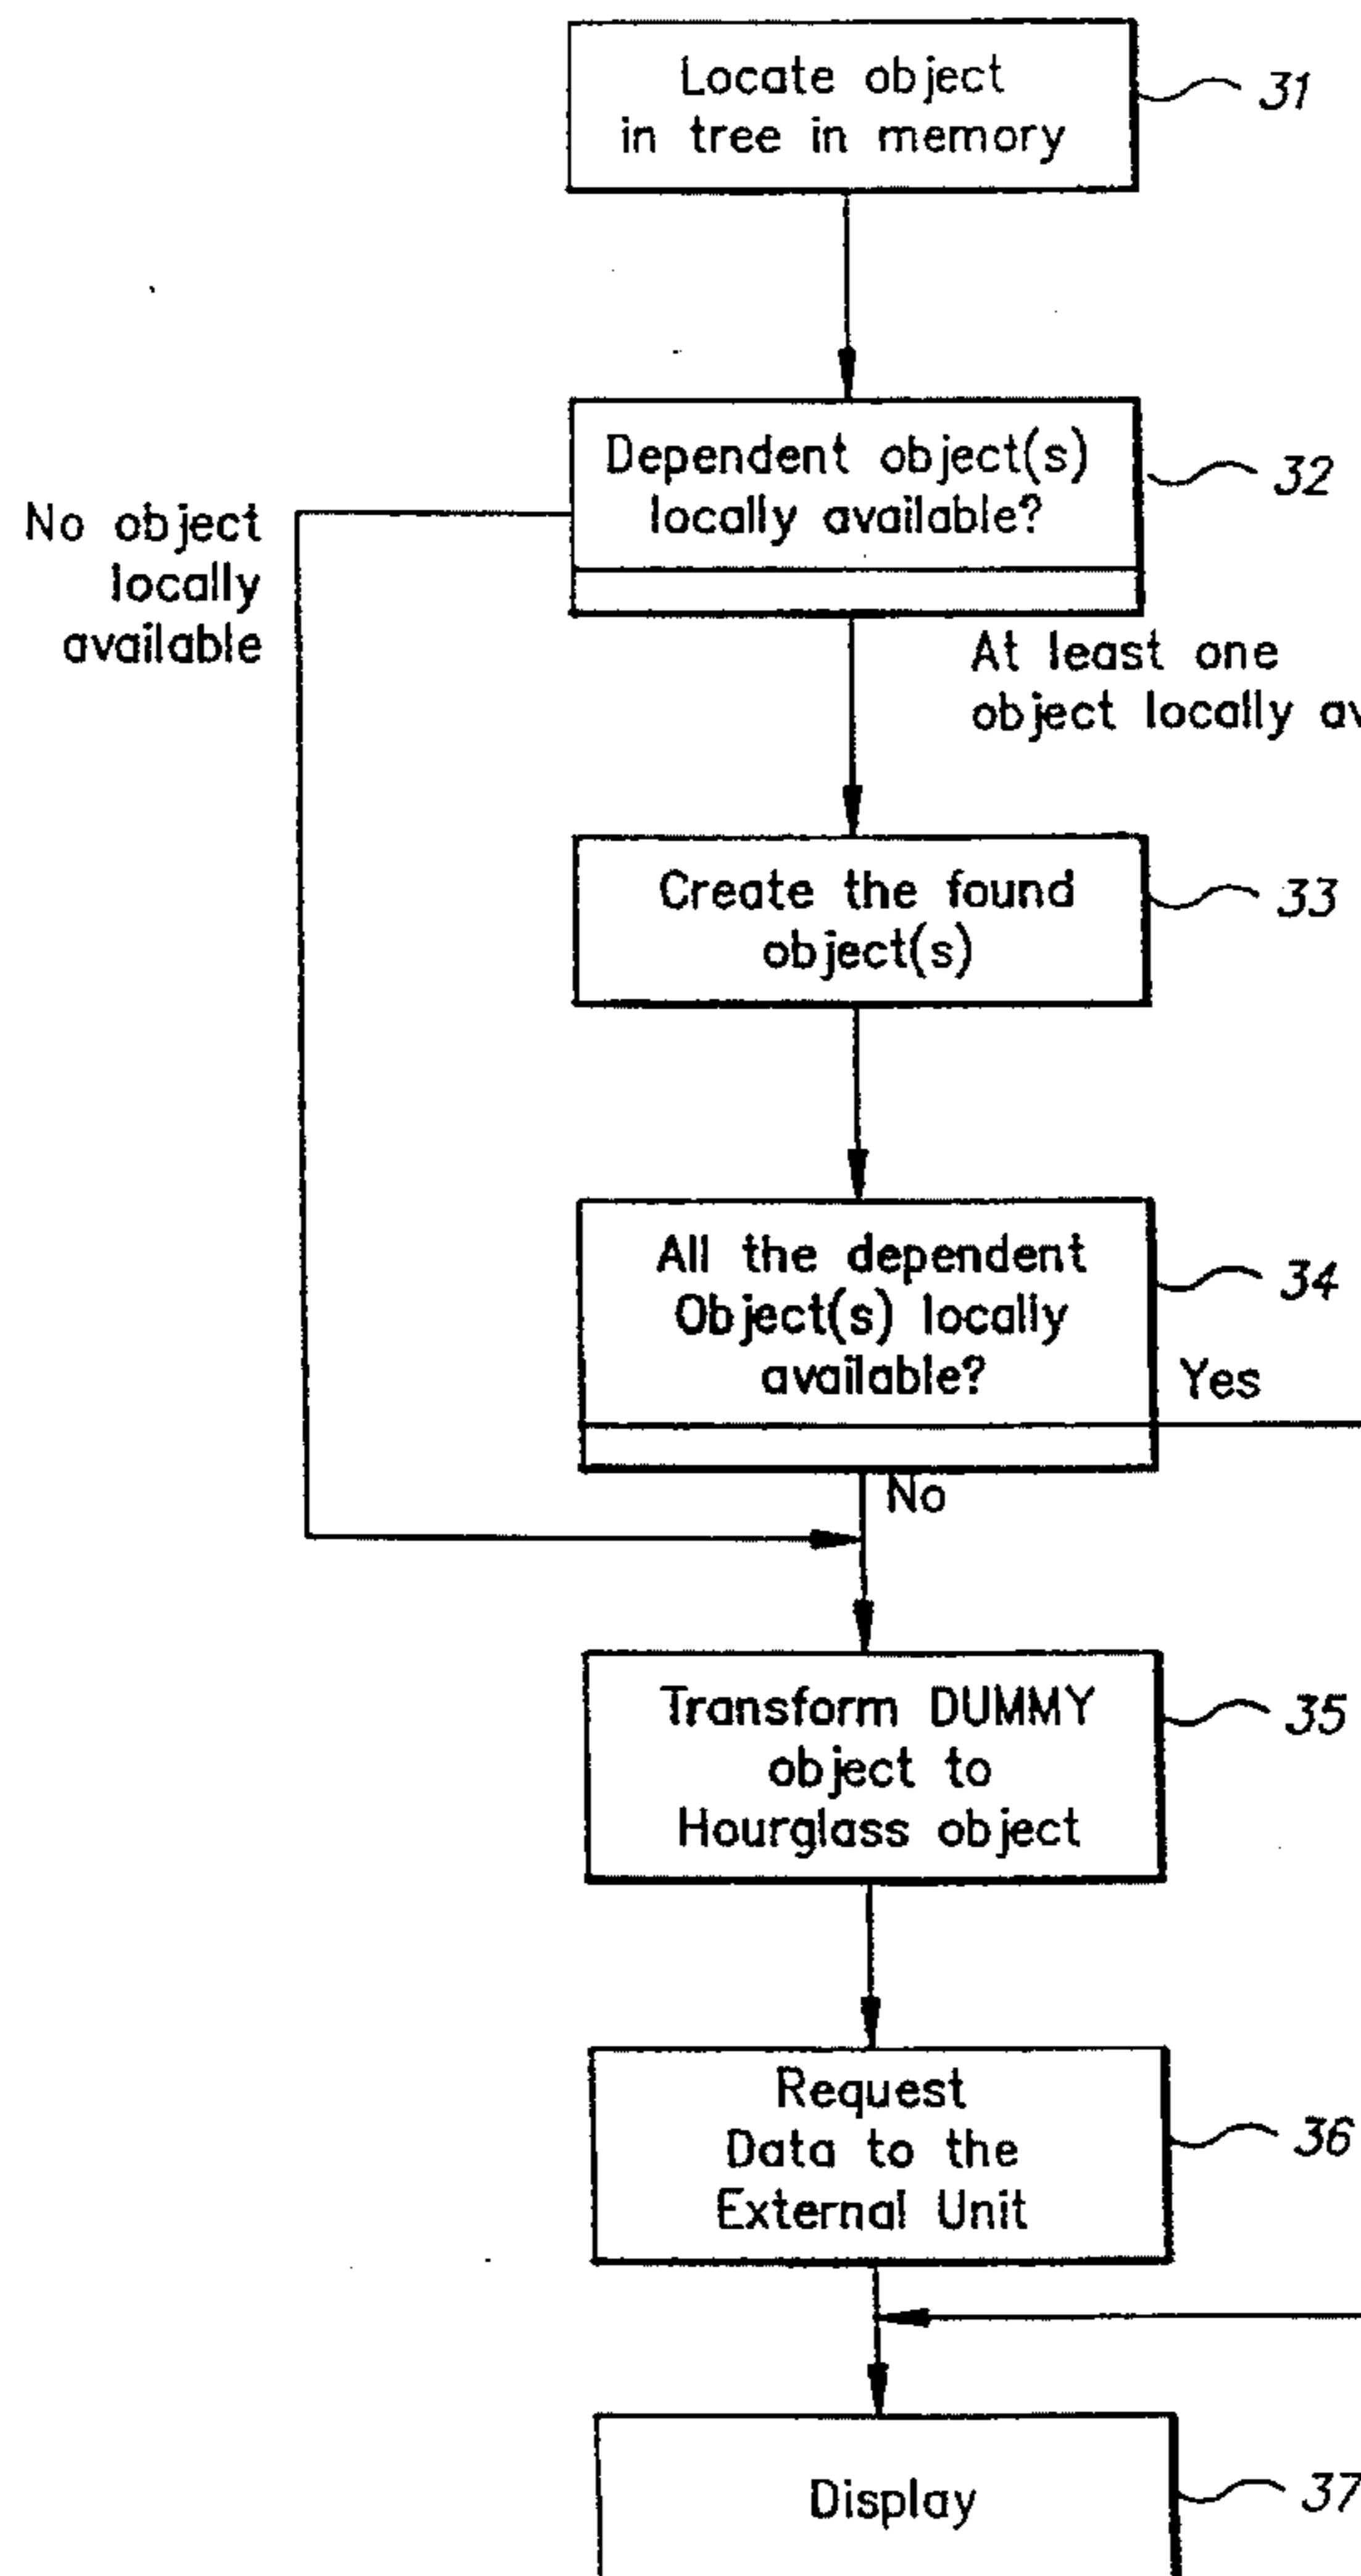 Locate object
in tree in memory
31
Dependent object(s)
locally available?
32
No object
locally
available
At least one
object locally
Create the found
object(s)
33
All the dependent
Object(s) locally
available?
34
Yes
No
Transform DUMMY
object to
Hourglass object
35
Request
Data to the
External Unit
36
Display
37